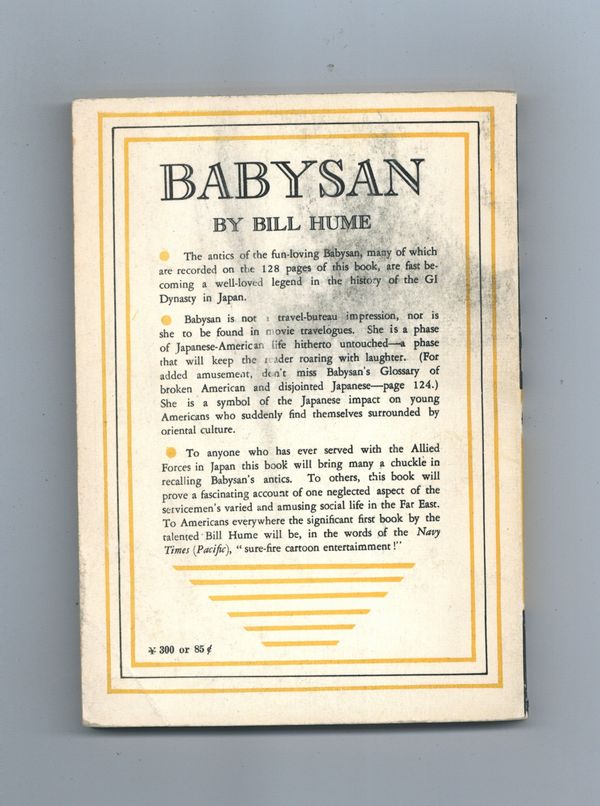 BABYSAN
BY BILL HUME
The antics of the fun-loving Babysan, many of which
are recorded on the 128 pages of this book, are fast be-
coming a well-loved legend in the history of the GI
Dynasty in Japan.
Babysan is not a travel-bureau impression, nor is
she to be found in movie travelogues. She is a phase
of Japanese-American life hitherto untouched—a phase
that will keep the reader roaring with laughter. (For
added amusement, don't miss Babysan's Glossary of
broken American and disjointed Japanese—page 124.)
She is a symbol of the Japanese impact on young
Americans who suddenly find themselves surrounded by
oriental culture.
To anyone who has ever served with the Allied
Forces in Japan this book will bring many a chuckle in
recalling Babysan's antics. To others, this book will
prove a fascinating account of one neglected aspect of the
servicemen's varied and amusing social life in the Far East.
To Americans everywhere the significant first book by the
talented Bill Hume will be, in the words of the Navy
Times (Pacific), "sure-fire cartoon entertaimment!"
¥ 300 or 85¢